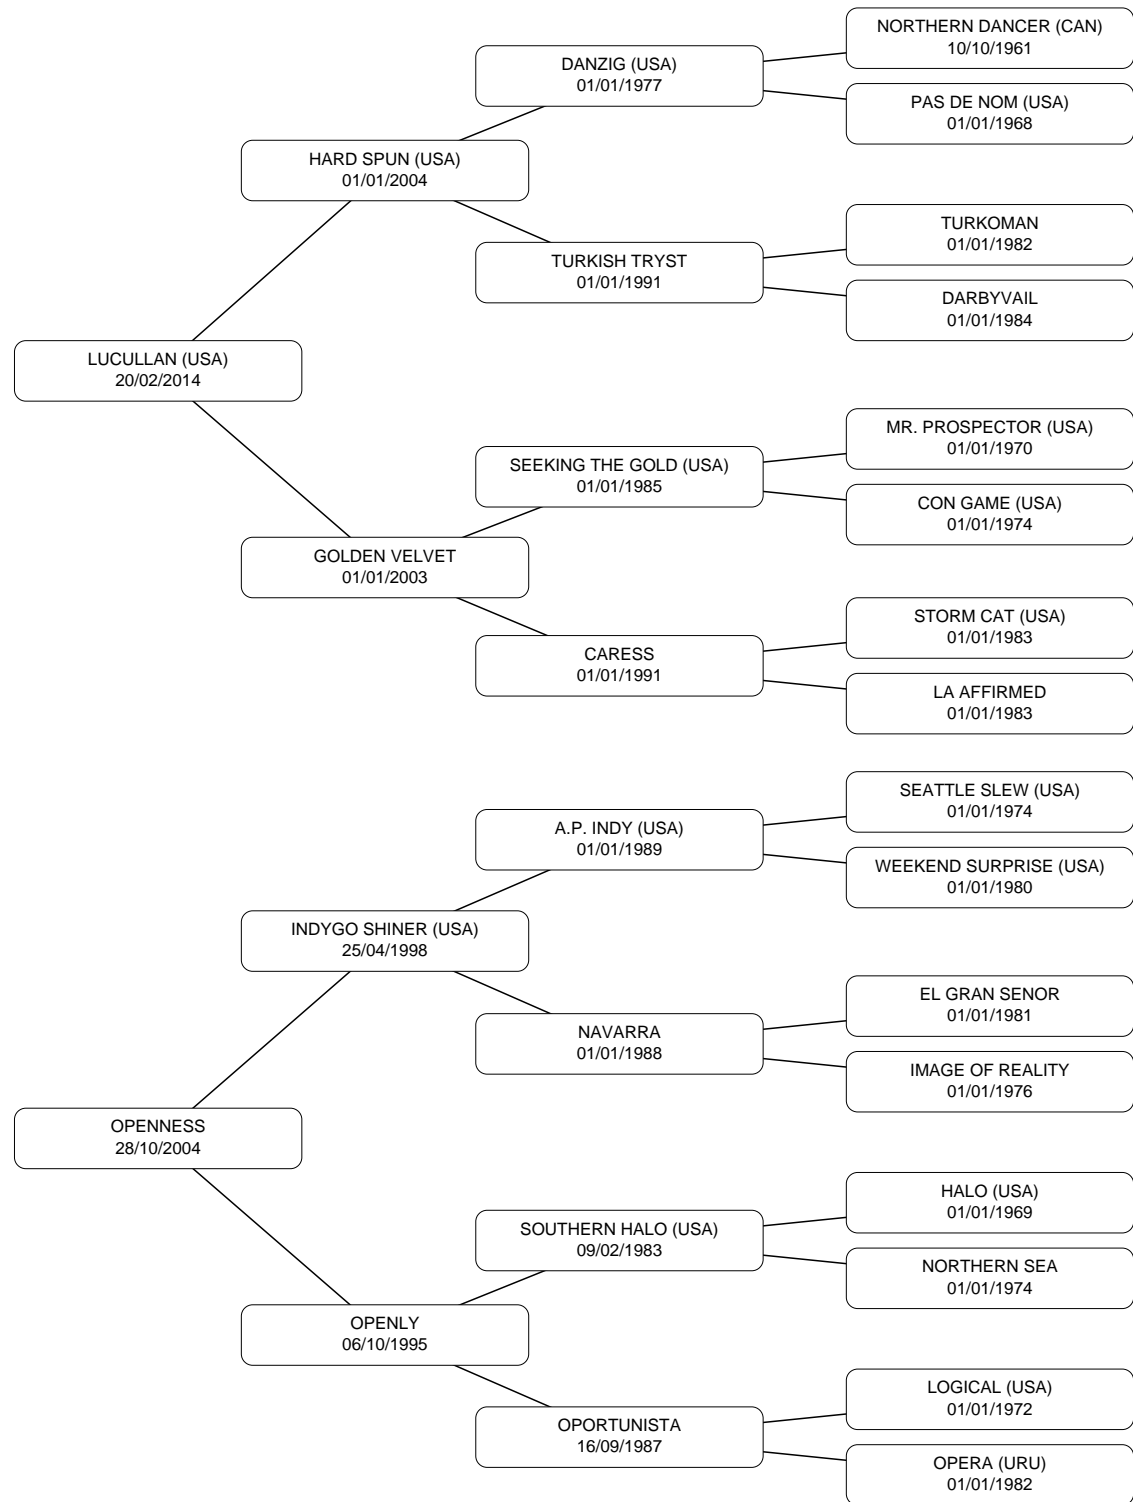 NORTHERN DANCER (CAN)
10/10/1961
DANZIG (USA)
01/01/1977
PAS DE NOM (USA)
01/01/1968
HARD SPUN (USA)
01/01/2004
TURKOMAN
01/01/1982
TURKISH TRYST
01/01/1991
DARBYVAIL
01/01/1984
LUCULLAN (USA)
20/02/2014
MR. PROSPECTOR (USA)
01/01/1970
SEEKING THE GOLD (USA)
01/01/1985
CON GAME (USA)
01/01/1974
GOLDEN VELVET
01/01/2003
STORM CAT (USA)
01/01/1983
CARESS
01/01/1991
LA AFFIRMED
01/01/1983
SEATTLE SLEW (USA)
01/01/1974
A.P. INDY (USA)
01/01/1989
WEEKEND SURPRISE (USA)
01/01/1980
INDYGO SHINER (USA)
25/04/1998
EL GRAN SENOR
01/01/1981
NAVARRA
01/01/1988
IMAGE OF REALITY
01/01/1976
OPENNESS
28/10/2004
HALO (USA)
01/01/1969
SOUTHERN HALO (USA)
09/02/1983
NORTHERN SEA
01/01/1974
OPENLY
06/10/1995
LOGICAL (USA)
01/01/1972
OPORTUNISTA
16/09/1987
OPERA (URU)
01/01/1982